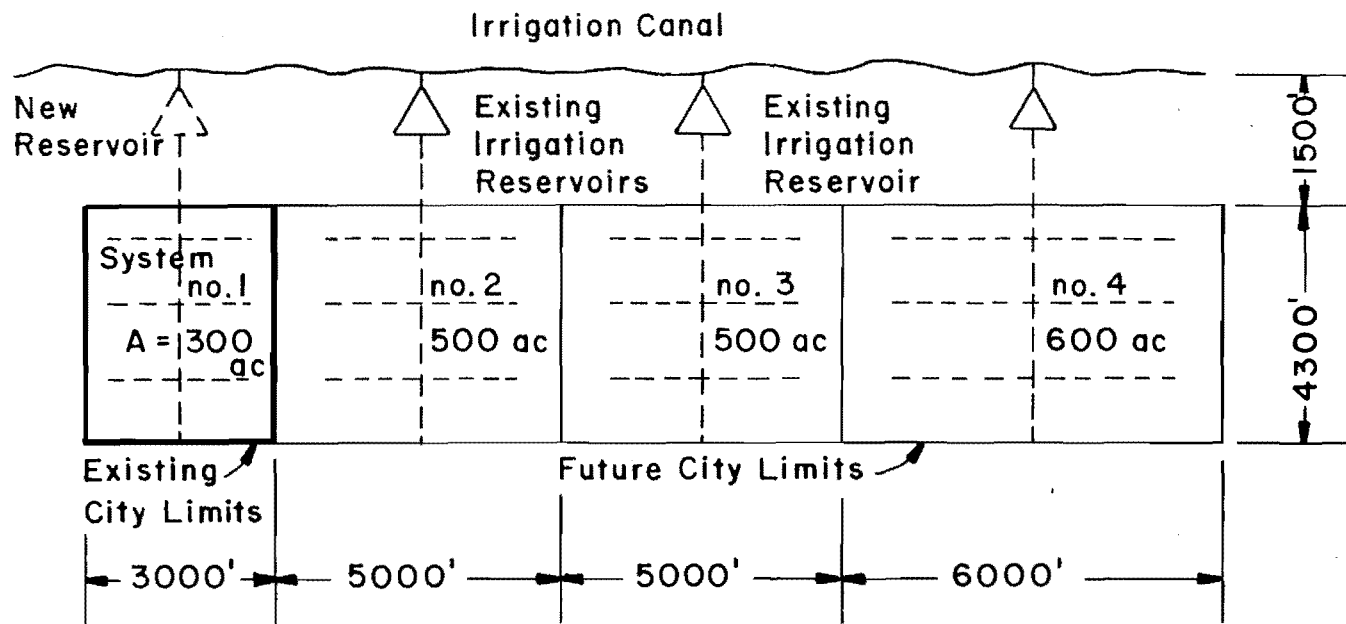 Irrigation Canal
New
Reservoir
Existing
Irrigation
Reservoirs
Existing
Irrigation
Reservoir
1500'
System
no. 1
A = 300
ac
no. 2
500 ac
no. 3
500 ac
no. 4
600 ac
4300'
Existing
City Limits
Future City Limits
3000'
5000'
5000'
6000'